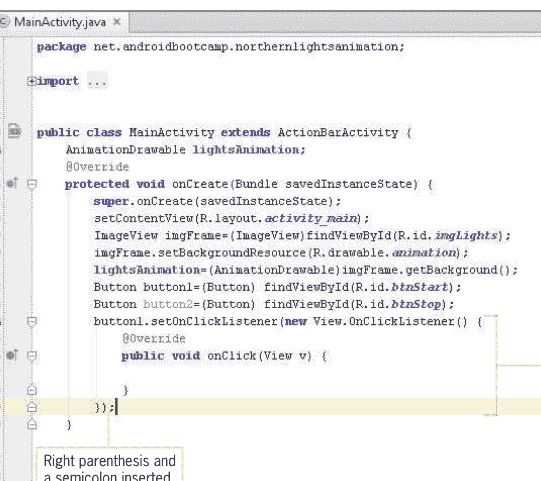 MainActivity.java ×
package net.androidbootcamp.northernlightsanimation;
import ...
public class MainActivity extends ActionBarActivity {
AnimationDrawable lightsAnimation;
@Override
protected void onCreate(Bundle savedInstanceState) {
super.onCreate(savedInstanceState);
setContentView(R.layout.activity_main);
ImageView imgFrame=(ImageView)findViewById(R.id.imgLights);
imgFrame.setBackgroundResource(R.drawable.animation);
lightsAnimation=(AnimationDrawable)imgFrame.getBackground();
Button button1=(Button) findViewById(R.id.btnStart);
Button button2=(Button) findViewById(R.id.btnStop);
button1.setOnClickListener(new View.OnClickListener() {
@Override
public void onClick(View v) {
}
});
}
Right parenthesis and
a semicolon inserted